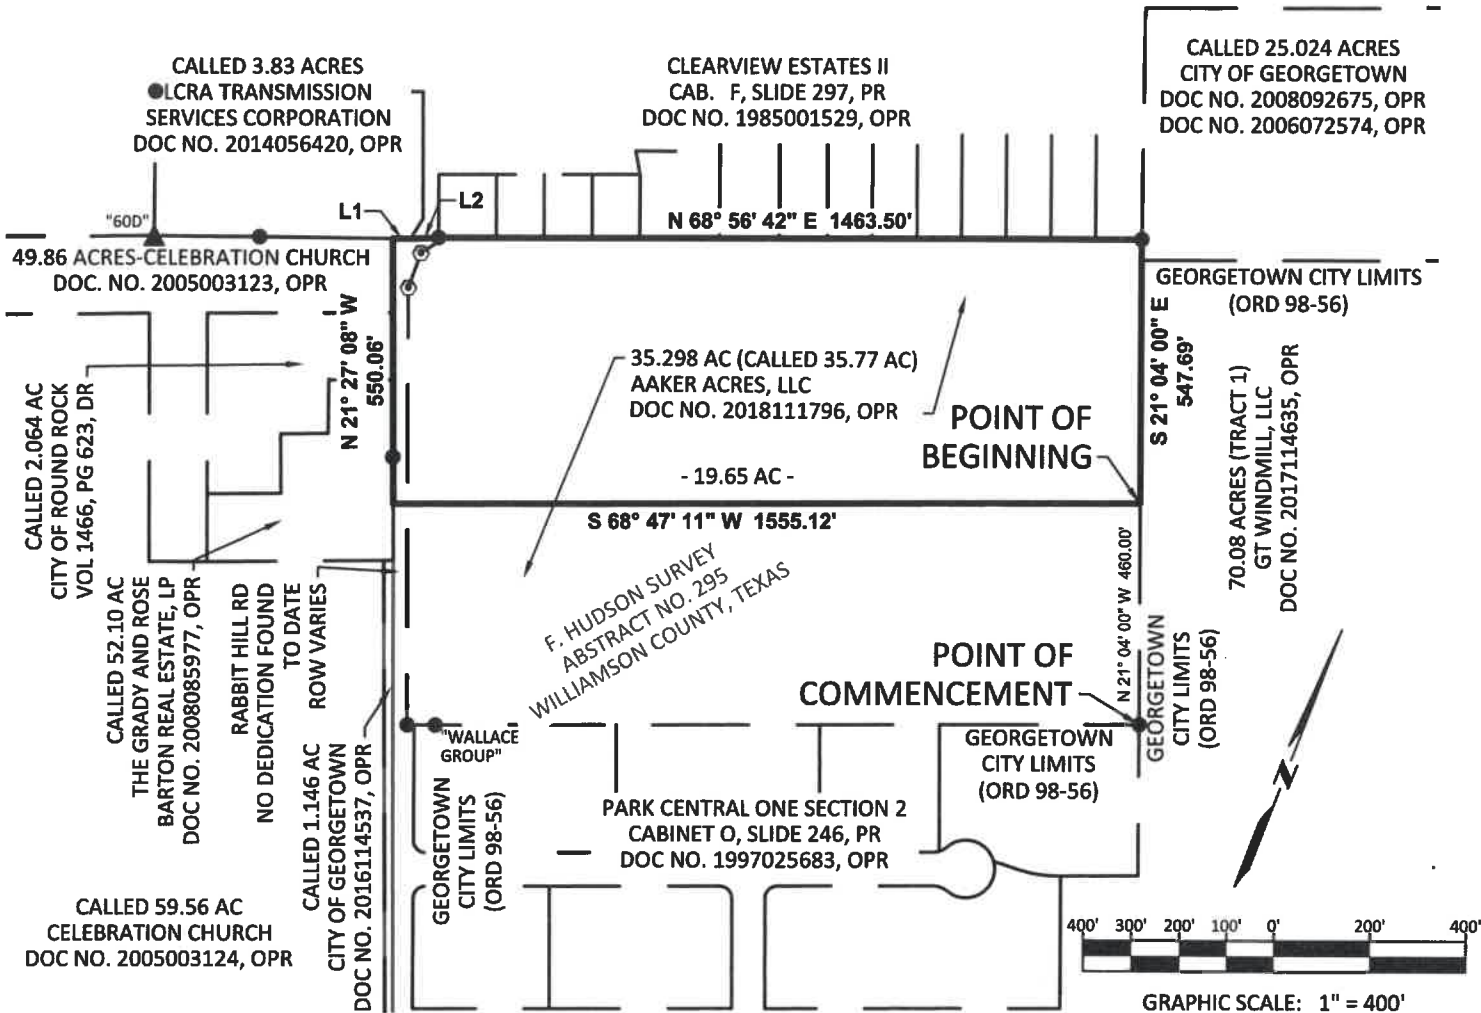 CALLED 3.83 ACRES
LCRA TRANSMISSION
SERVICES CORPORATION
DOC NO. 2014056420, OPR
CLEARVIEW ESTATES II
CAB. F, SLIDE 297, PR
DOC NO. 1985001529, OPR
CALLED 25.024 ACRES
CITY OF GEORGETOWN
DOC NO. 2008092675, OPR
DOC NO. 2006072574, OPR
"60D"
L1
L2
N 68° 56' 42" E 1463.50'
49.86 ACRES-CELEBRATION CHURCH
DOC. NO. 2005003123, OPR
GEORGETOWN CITY LIMITS
(ORD 98-56)
N 21° 27' 08" W
550.06'
S 21° 04' 00" E
547.69'
35.298 AC (CALLED 35.77 AC)
AAKER ACRES, LLC
DOC NO. 2018111796, OPR
POINT OF
BEGINNING
- 19.65 AC -
S 68° 47' 11" W 1555.12'
70.08 ACRES (TRACT 1)
GT WINDMILL, LLC
DOC NO. 2017114635, OPR
CALLED 2.064 AC
CITY OF ROUND ROCK
VOL 1466, PG 623, DR
CALLED 52.10 AC
THE GRADY AND ROSE
BARTON REAL ESTATE, LP
DOC NO. 2008085977, OPR
RABBIT HILL RD
NO DEDICATION FOUND
TO DATE
ROW VARIES
F. HUDSON SURVEY
ABSTRACT NO. 295
WILLIAMSON COUNTY, TEXAS
N 21° 04' 00" W 460.00'
POINT OF
COMMENCEMENT
GEORGETOWN
CITY LIMITS
(ORD 98-56)
"WALLACE
GROUP"
GEORGETOWN
CITY LIMITS
(ORD 98-56)
CALLED 1.146 AC
CITY OF GEORGETOWN
DOC NO. 2016114537, OPR
GEORGETOWN
CITY LIMITS
(ORD 98-56)
PARK CENTRAL ONE SECTION 2
CABINET O, SLIDE 246, PR
DOC NO. 1997025683, OPR
CALLED 59.56 AC
CELEBRATION CHURCH
DOC NO. 2005003124, OPR
N
400' 300' 200' 100' 0' 200' 400'
GRAPHIC SCALE: 1" = 400'